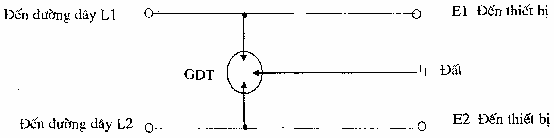 Đến đường dây L1
E1 Đến thiết bị
GDT
Đất
Đến đường dây L2
E2 Đến thiết bị